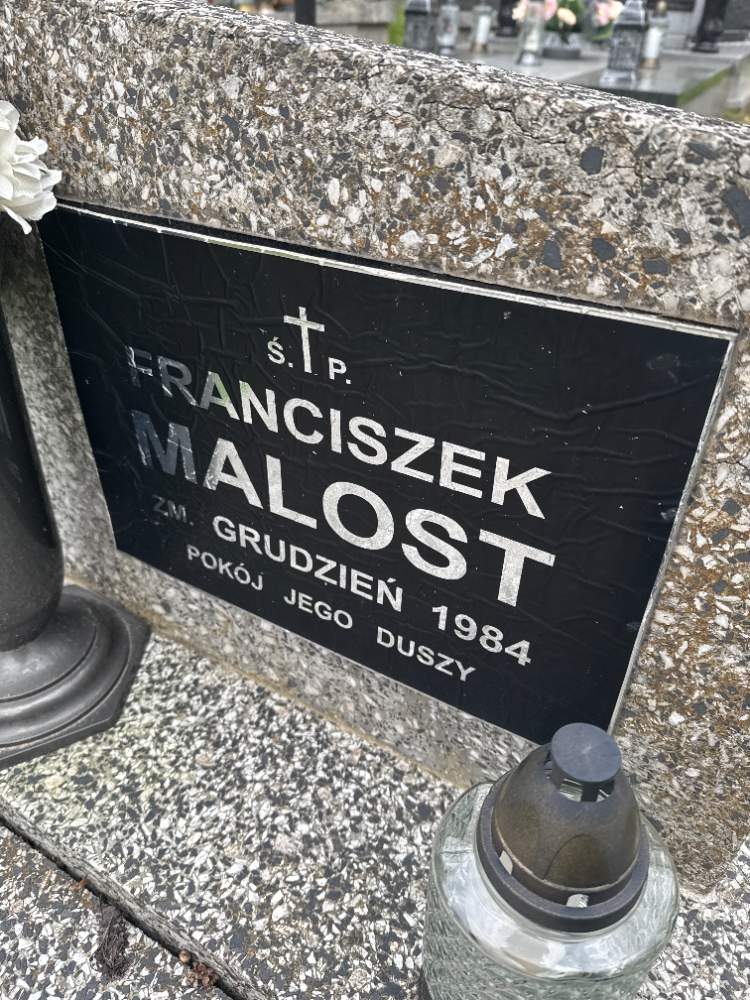 Ś. P.
FRANCISZEK
MALOST
ZM. GRUDZIEŃ 1984
POKÓJ JEGO DUSZY